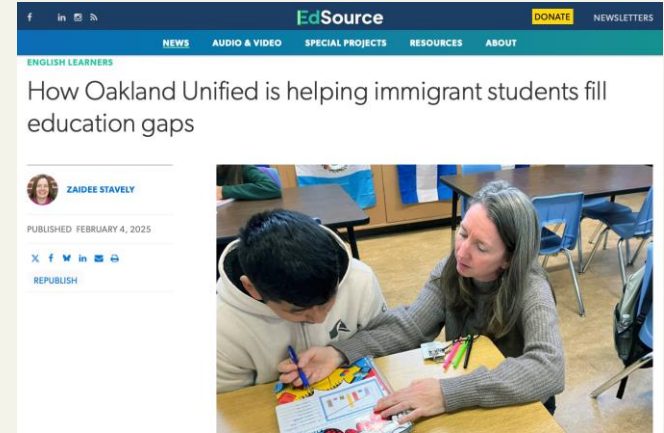 EdSource
DONATE
NEWSLETTERS
NEWS
AUDIO & VIDEO
SPECIAL PROJECTS
RESOURCES
ABOUT
ENGLISH LEARNERS
How Oakland Unified is helping immigrant students fill
education gaps
ZAIDEE STAVELY
PUBLISHED FEBRUARY 4, 2025
REPUBLISH